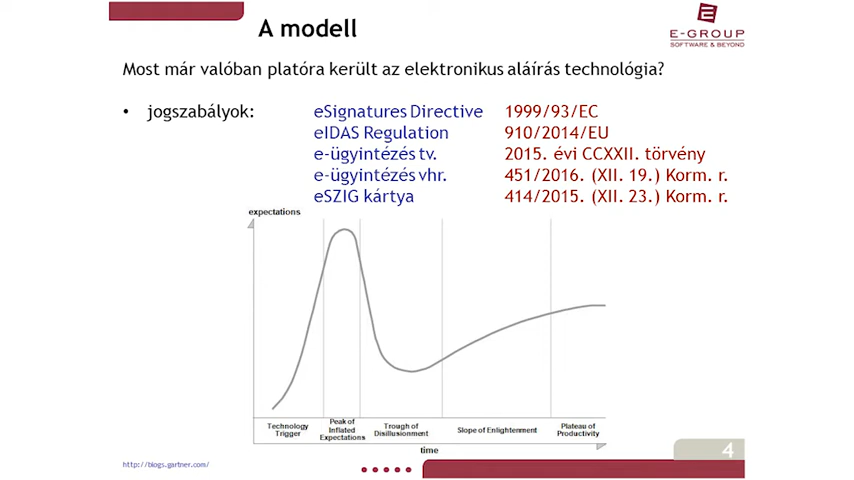 A modell
E-GROUP
SOFTWARE & BEYOND
Most már valóban platóra került az elektronikus aláírás technológia?
• jogszabályok: eSignatures Directive 1999/93/EC
eIDAS Regulation 910/2014/EU
e-ügyintézés tv. 2015. évi CCXXII. törvény
e-ügyintézés vhr. 451/2016. (XII. 19.) Korm. r.
eSZIG kártya 414/2015. (XII. 23.) Korm. r.
expectations
Technology
Trigger
Peak of
Inflated
Expectations
Trough of
Disillusionment
Slope of Enlightenment
Plateau of
Productivity
time
4
http://blogs.gartner.com/